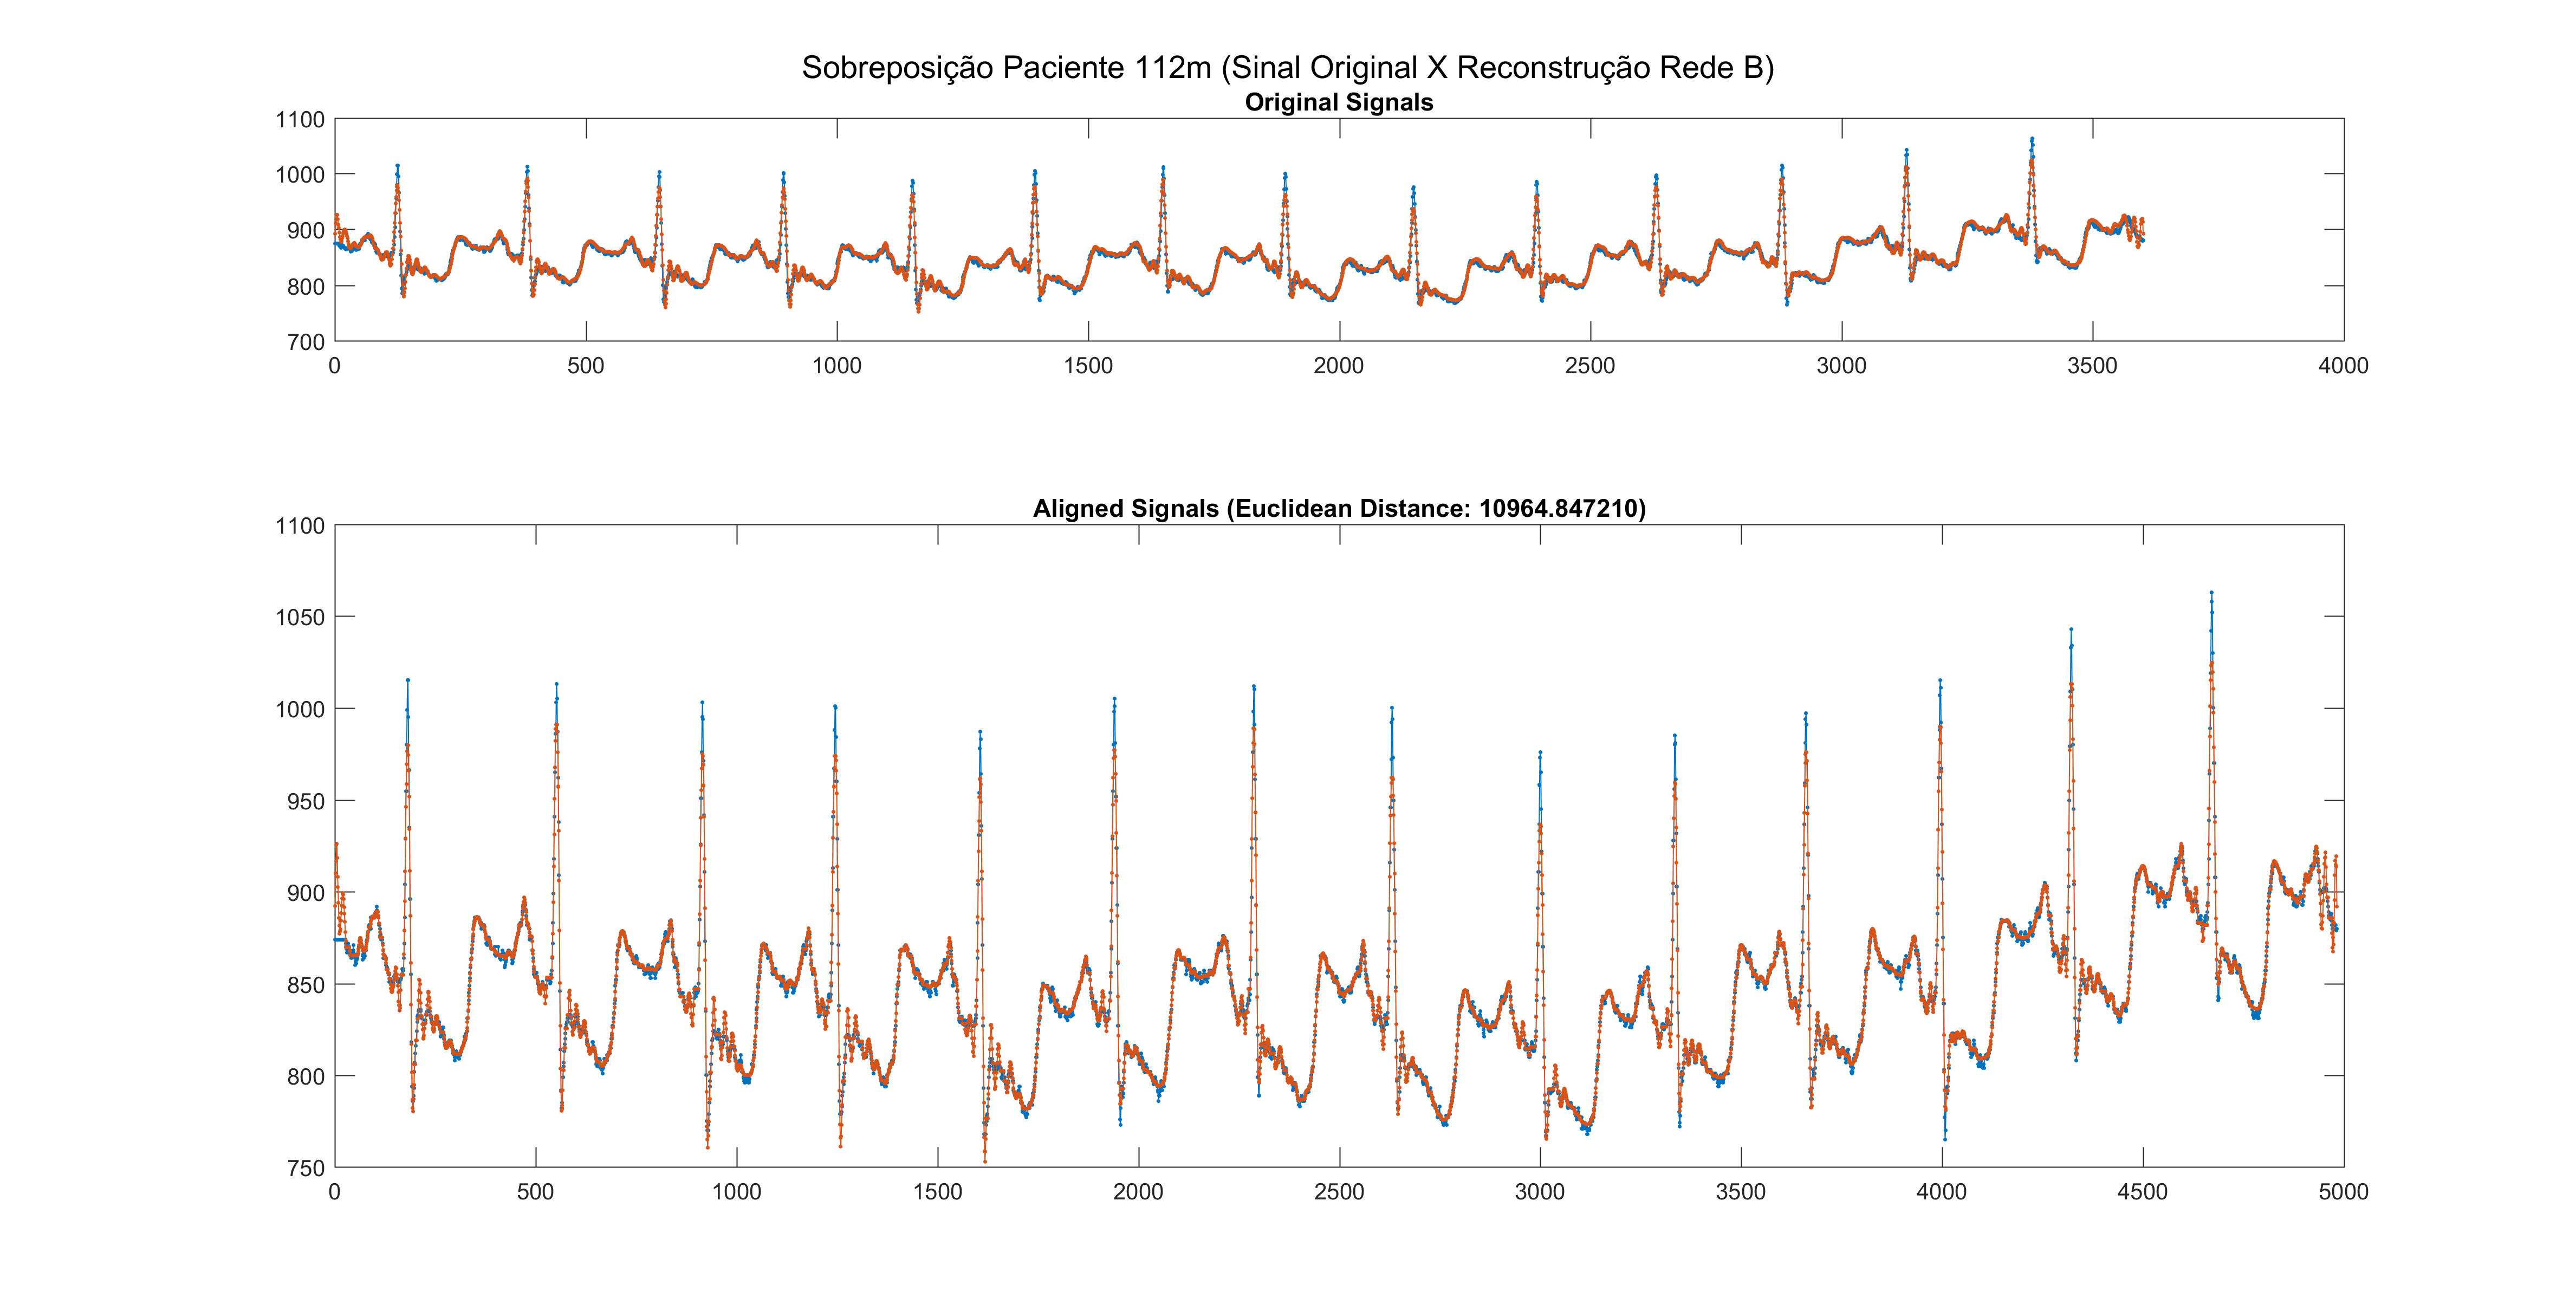 Sobreposição Paciente 112m (Sinal Original X Reconstrução Rede B)
Original Signals
1100
1000
900
800
700
0 500 1000 1500 2000 2500 3000 3500 4000
Aligned Signals (Euclidean Distance: 10964.847210)
1100
1050
1000
950
900
850
800
750
0 500 1000 1500 2000 2500 3000 3500 4000 4500 5000